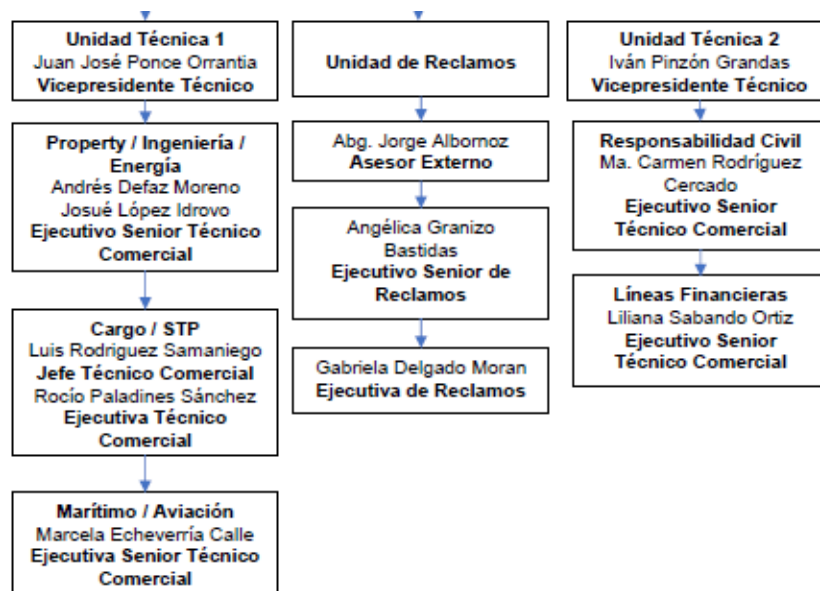 Unidad Técnica 1
Juan José Ponce Orrantia
Vicepresidente Técnico
Property / Ingeniería /
Energía
Andrés Defaz Moreno
Josué López Idrovo
Ejecutivo Senior Técnico
Comercial
Cargo / STP
Luis Rodriguez Samaniego
Jefe Técnico Comercial
Rocío Paladines Sánchez
Ejecutiva Técnico
Comercial
Marítimo / Aviación
Marcela Echeverría Calle
Ejecutiva Senior Técnico
Comercial
Unidad de Reclamos
Abg. Jorge Albornoz
Asesor Externo
Angélica Granizo
Bastidas
Ejecutivo Senior de
Reclamos
Gabriela Delgado Moran
Ejecutiva de Reclamos
Unidad Técnica 2
Iván Pinzón Grandas
Vicepresidente Técnico
Responsabilidad Civil
Ma. Carmen Rodríguez
Cercado
Ejecutivo Senior
Técnico Comercial
Líneas Financieras
Liliana Sabando Ortiz
Ejecutivo Senior
Técnico Comercial